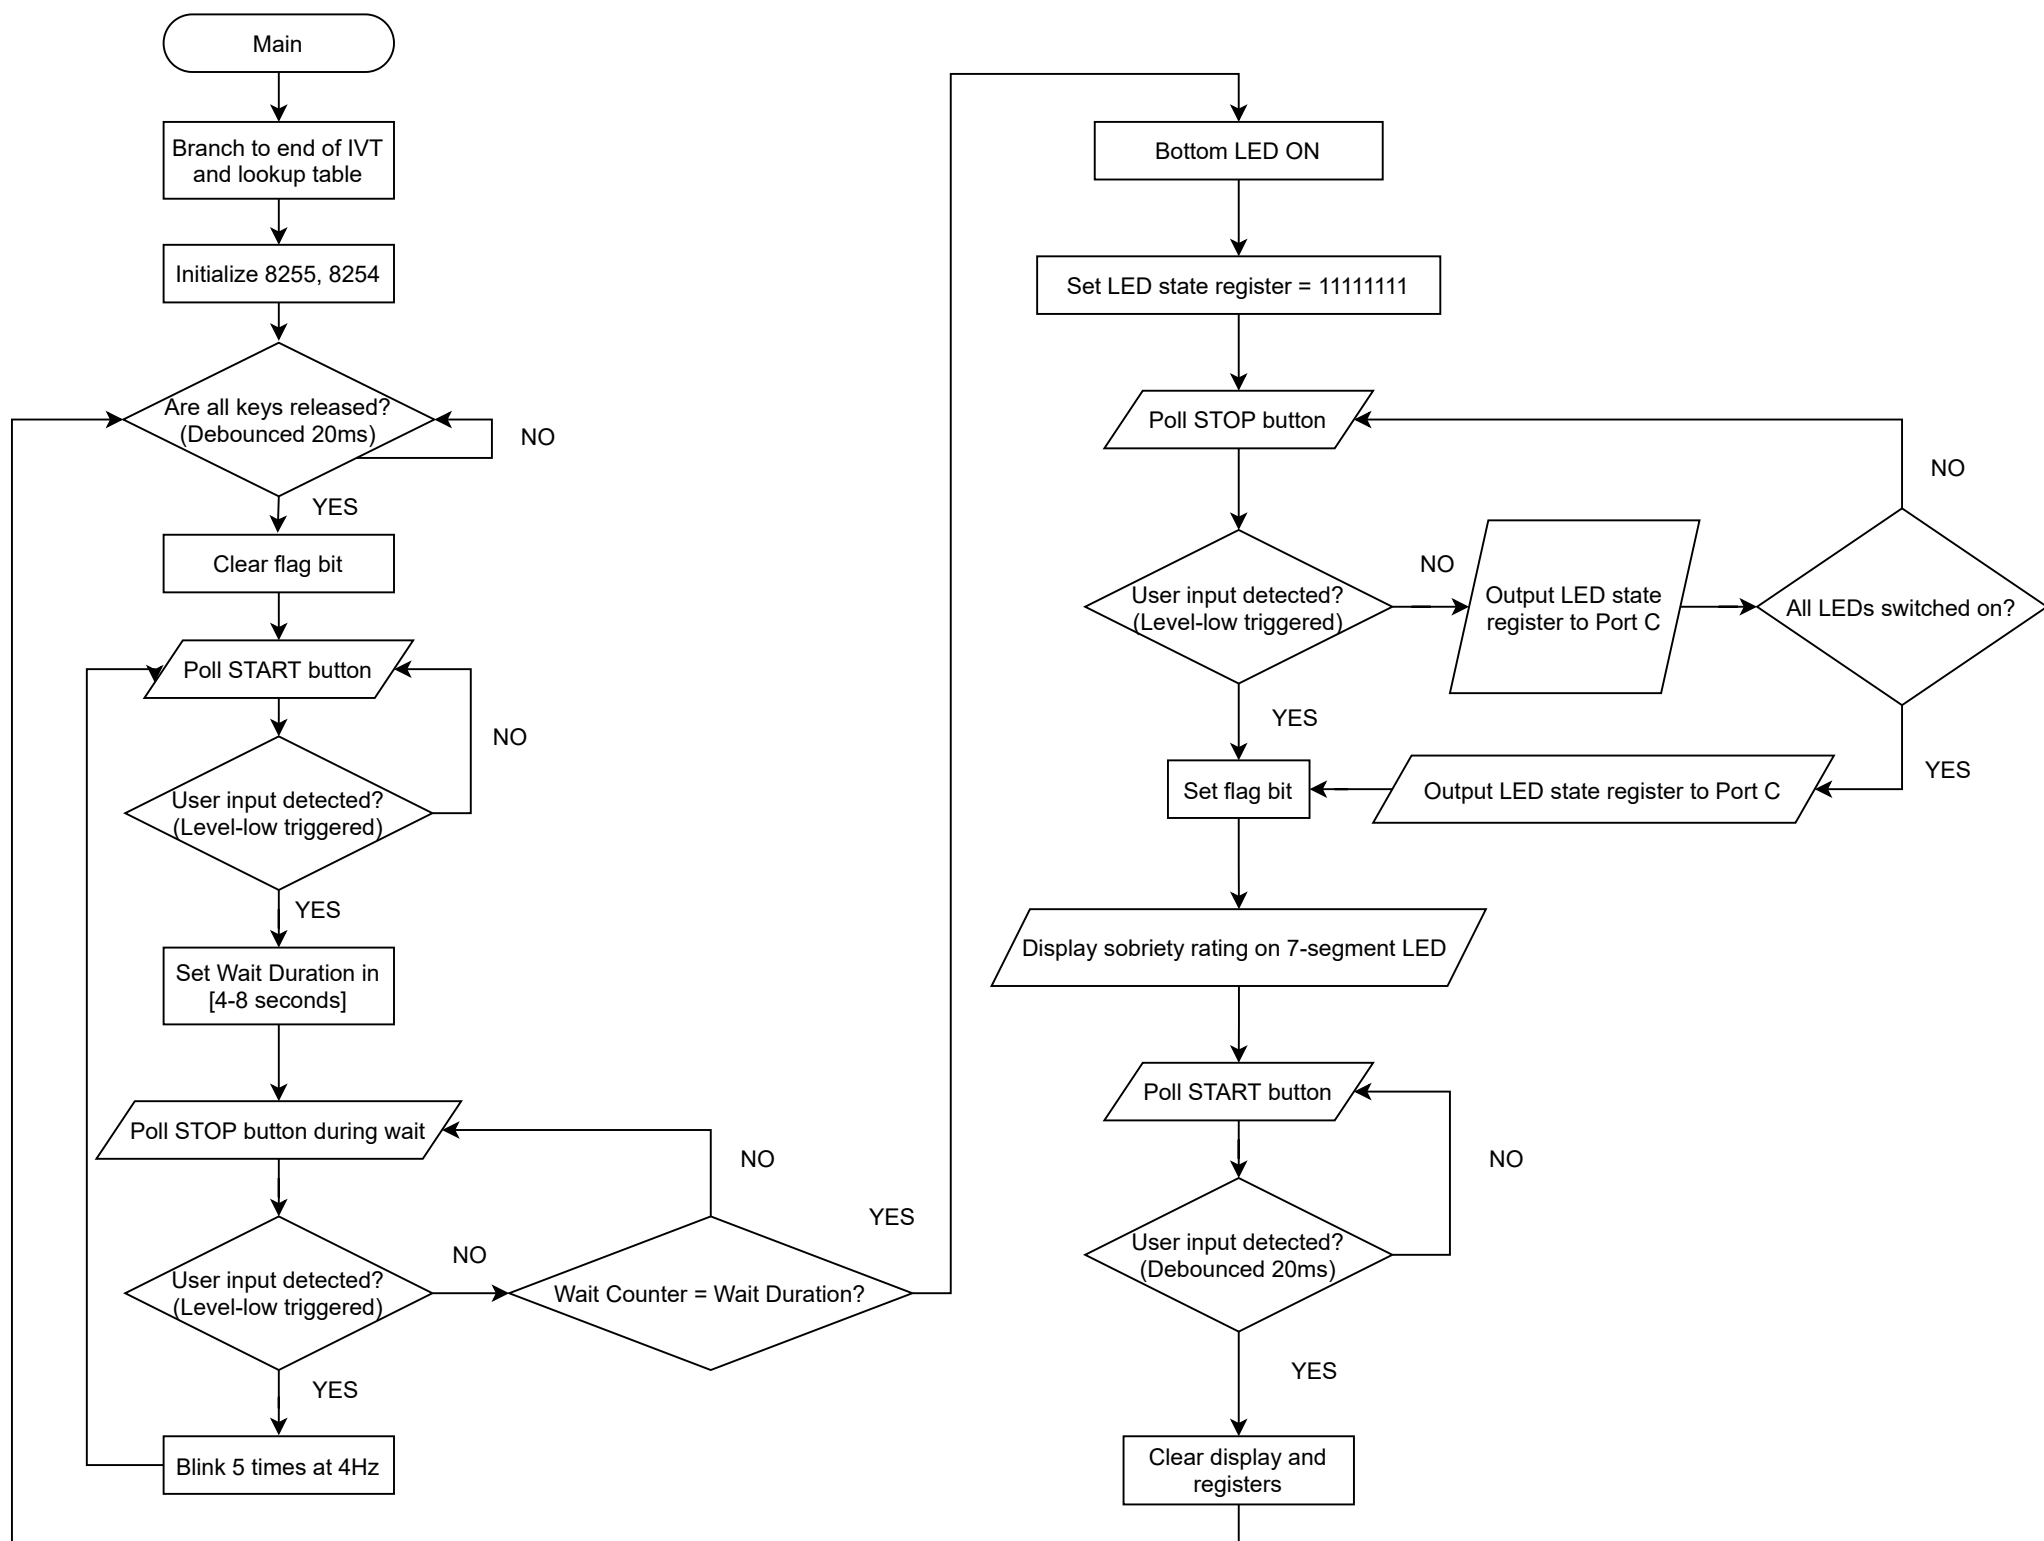 Main
Branch to end of IVT
and lookup table
Initialize 8255, 8254
Are all keys released?
(Debounced 20ms)
NO
YES
Clear flag bit
Poll START button
NO
User input detected?
(Level-low triggered)
YES
Set Wait Duration in
[4-8 seconds]
Poll STOP button during wait
NO
YES
User input detected?
(Level-low triggered)
NO
Wait Counter = Wait Duration?
YES
Blink 5 times at 4Hz
Bottom LED ON
Set LED state register = 11111111
Poll STOP button
NO
User input detected?
(Level-low triggered)
NO
Output LED state
register to Port C
All LEDs switched on?
YES
YES
Set flag bit
Output LED state register to Port C
Display sobriety rating on 7-segment LED
Poll START button
NO
User input detected?
(Debounced 20ms)
YES
Clear display and
registers